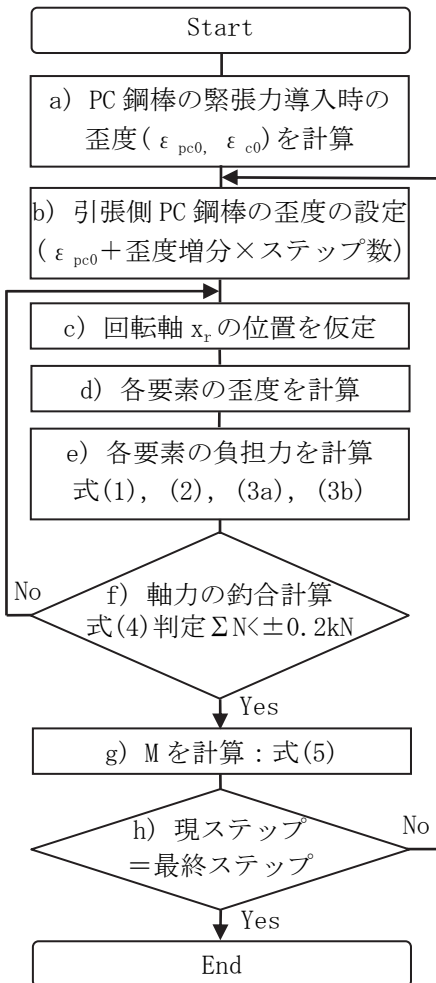 Start
a) PC 鋼棒の緊張力導入時の
歪度(ε pc0, ε c0)を計算
b) 引張側 PC 鋼棒の歪度の設定
(ε pc0＋歪度増分×ステップ数)
c) 回転軸 xr の位置を仮定
d) 各要素の歪度を計算
e) 各要素の負担力を計算
式(1), (2), (3a), (3b)
No
f) 軸力の釣合計算
式(4)判定ΣN<±0.2kN
Yes
g) M を計算：式(5)
h) 現ステップ
＝最終ステップ
No
Yes
End